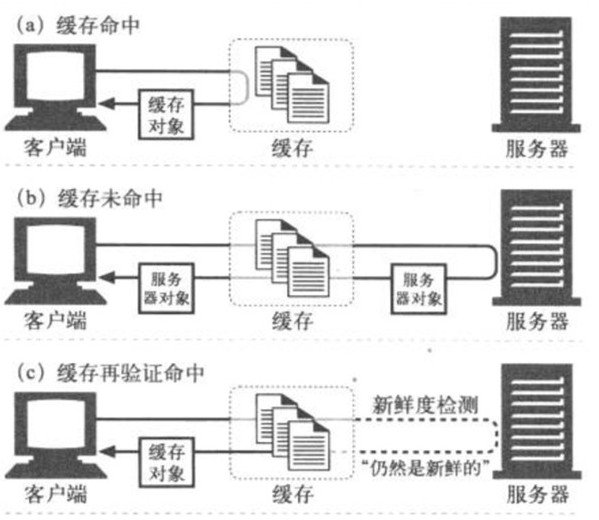 (a) 缓存命中
缓存
对象
客户端
缓存
服务器
(b) 缓存未命中
服务
器对象
服务
器对象
客户端
缓存
服务器
(c) 缓存再验证命中
新鲜度检测
缓存
对象
“仍然是新鲜的”
客户端
缓存
服务器